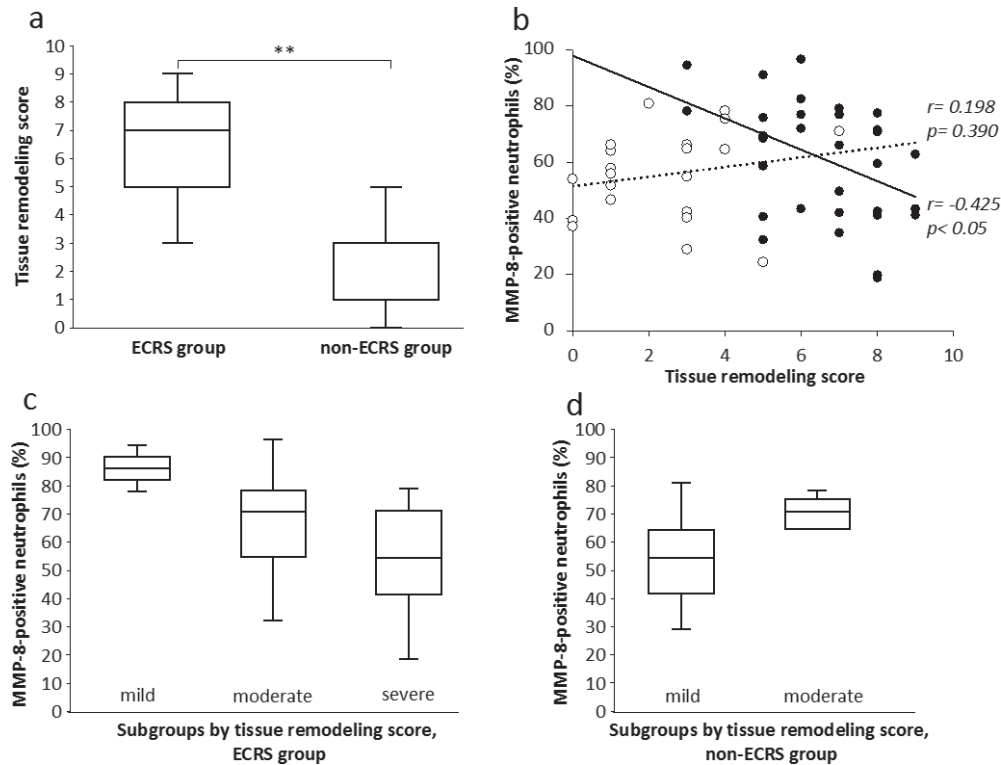 a
**
10
9
8
7
6
5
4
3
2
1
0
Tissue remodeling score
ECRS group
non-ECRS group
b
100
80
60
40
20
0
MMP-8-positive neutrophils (%)
r= 0.198
p= 0.390
r= -0.425
p< 0.05
0
2
4
6
8
10
Tissue remodeling score
c
100
90
80
70
60
50
40
30
20
10
0
MMP-8-positive neutrophils (%)
mild
moderate
severe
Subgroups by tissue remodeling score,
ECRS group
d
100
90
80
70
60
50
40
30
20
10
0
MMP-8-positive neutrophils (%)
mild
moderate
Subgroups by tissue remodeling score,
non-ECRS group